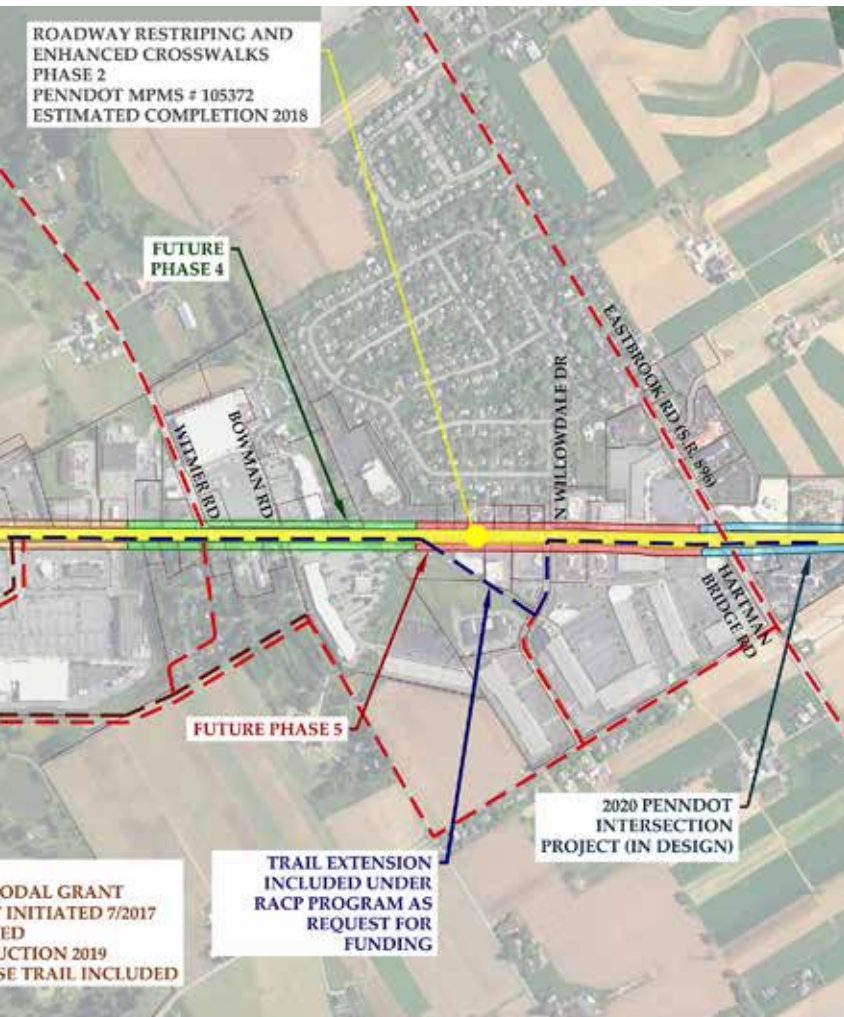 ROADWAY RESTRIPING AND
ENHANCED CROSSWALKS
PHASE 2
PENNDOT MPMS # 105372
ESTIMATED COMPLETION 2018
FUTURE
PHASE 4
EASTBROOK RD (S.R. 896)
N WILLOWDALE DR
WITMER RD
BOWMAN RD
HARTMAN
BRIDGE RD
FUTURE PHASE 5
2020 PENNDOT
INTERSECTION
PROJECT (IN DESIGN)
TRAIL EXTENSION
INCLUDED UNDER
RACP PROGRAM AS
REQUEST FOR
FUNDING
ODAL GRANT
T INITIATED 7/2017
ED
UCTION 2019
SE TRAIL INCLUDED